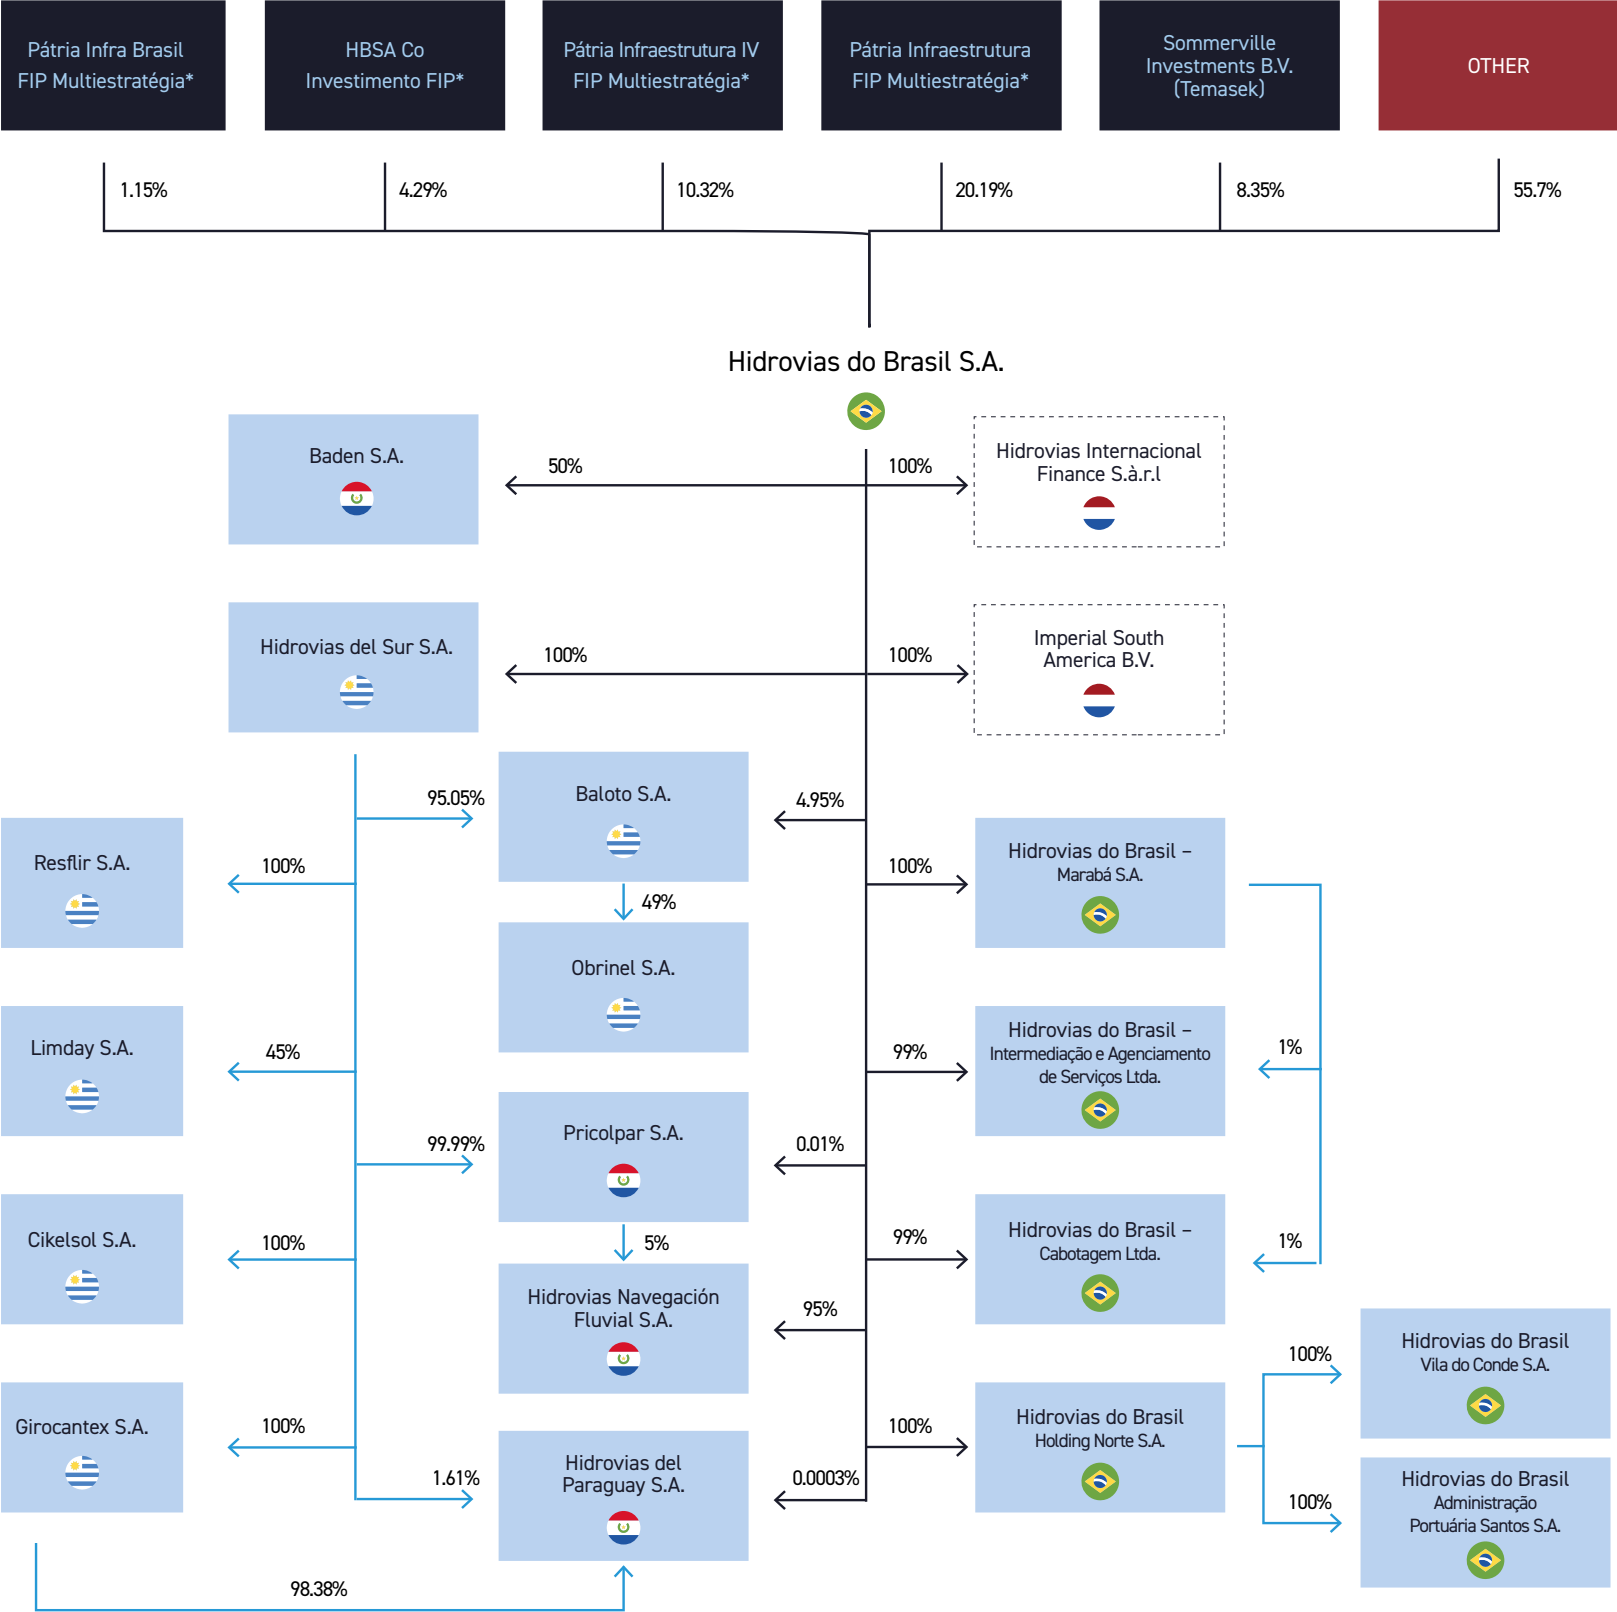 Pátria Infra Brasil
FIP Multiestratégia*
HBSA Co
Investimento FIP*
Pátria Infraestrutura IV
FIP Multiestratégia*
Pátria Infraestrutura
FIP Multiestratégia*
Sommerville
Investments B.V.
(Temasek)
OTHER
1.15%
4.29%
10.32%
20.19%
8.35%
55.7%
Hidrovias do Brasil S.A.
Baden S.A.
50%
100%
Hidrovias Internacional
Finance S.à.r.l
Hidrovias del Sur S.A.
100%
100%
Imperial South
America B.V.
95.05%
Baloto S.A.
4.95%
Resflir S.A.
100%
49%
100%
Hidrovias do Brasil –
Marabá S.A.
Obrinel S.A.
Limday S.A.
45%
99%
Hidrovias do Brasil –
Intermediação e Agenciamento
de Serviços Ltda.
1%
99.99%
Pricolpar S.A.
0.01%
Cikelsol S.A.
100%
5%
99%
Hidrovias do Brasil –
Cabotagem Ltda.
1%
Hidrovias Navegación
Fluvial S.A.
95%
Girocantex S.A.
100%
100%
Hidrovias do Brasil
Holding Norte S.A.
100%
Hidrovias do Brasil
Vila do Conde S.A.
1.61%
Hidrovias del
Paraguay S.A.
0.0003%
100%
Hidrovias do Brasil
Administração
Portuária Santos S.A.
98.38%